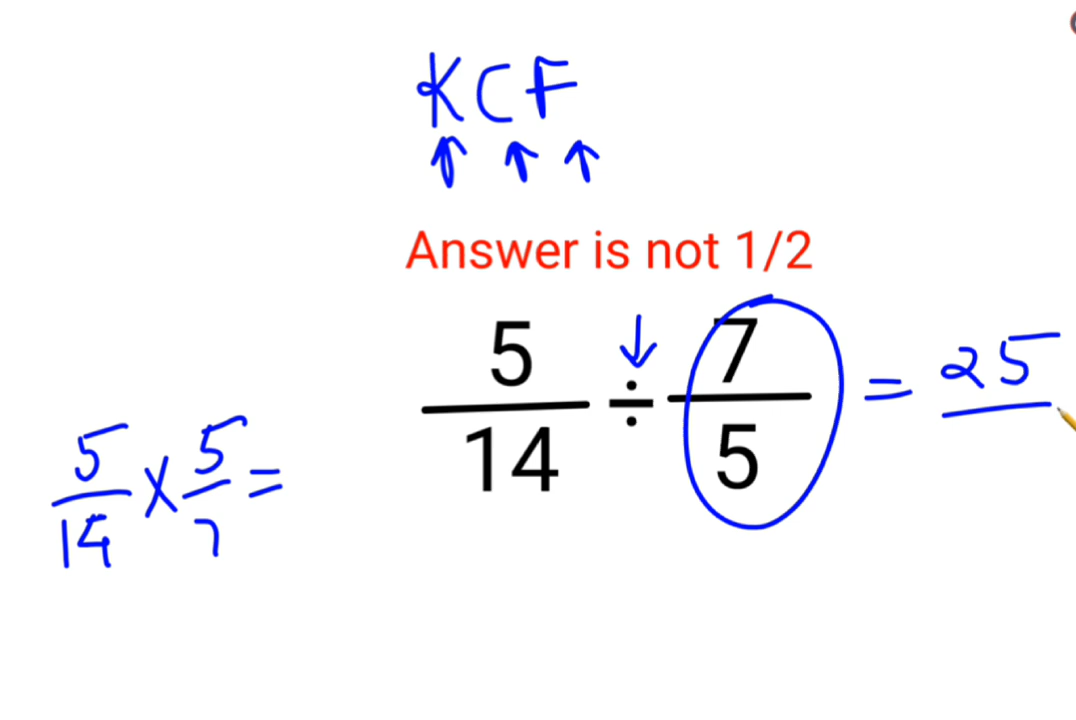 KCF
Answer is not 1/2
5/14 ÷ 7/5 = 25
5/14 × 5/7 =